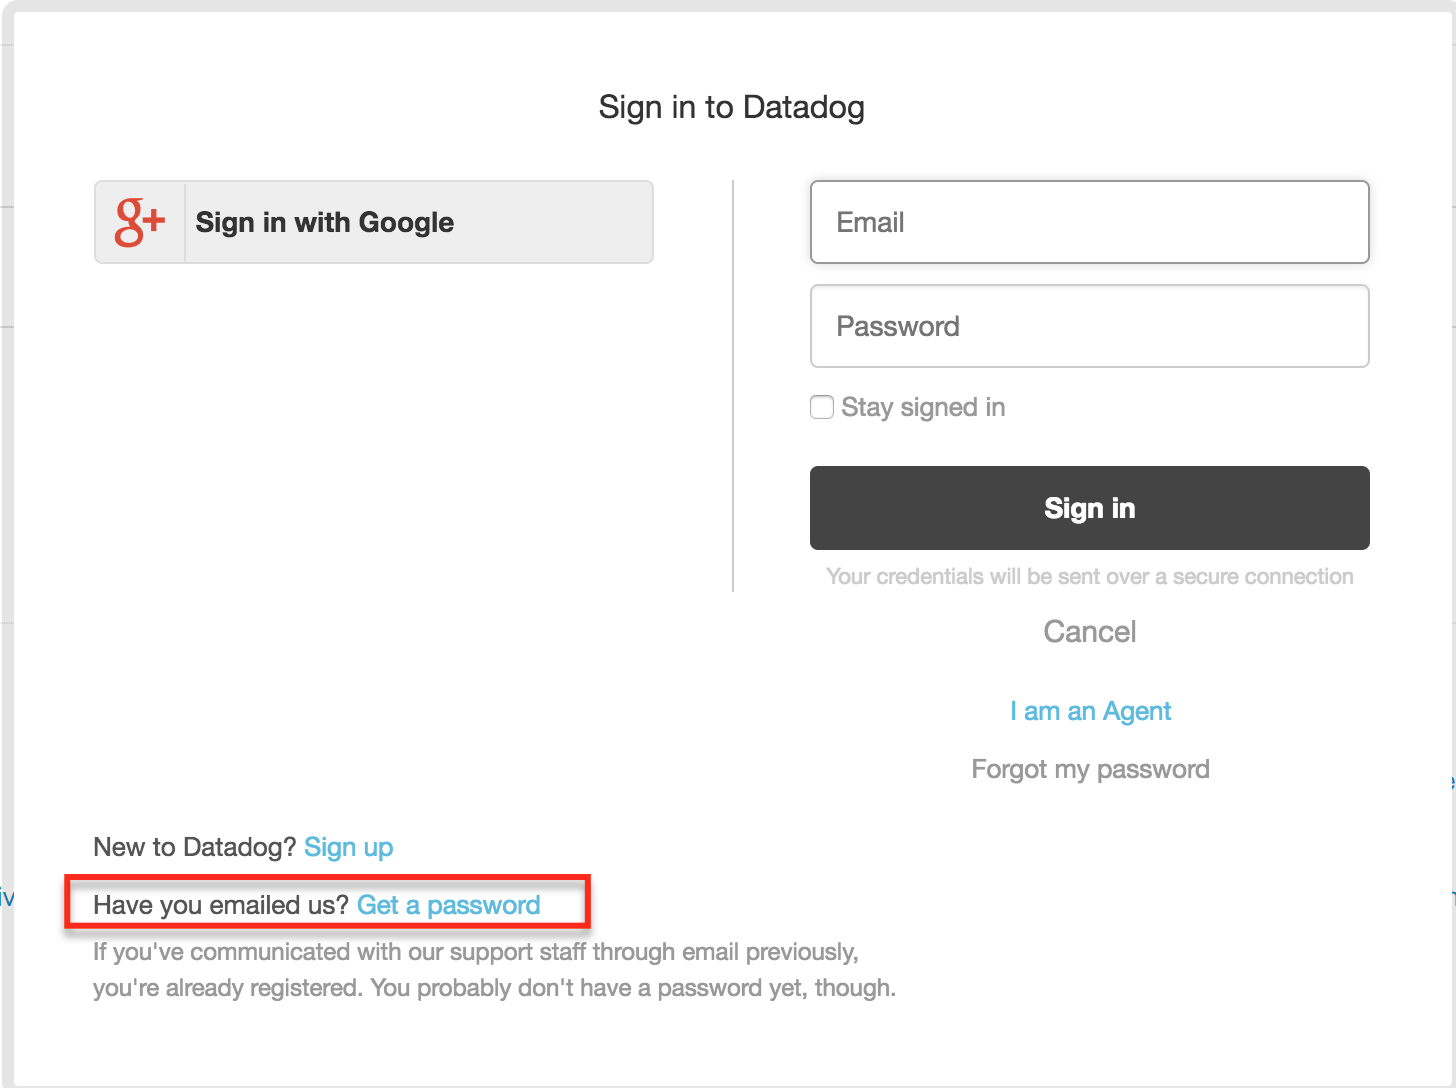 Sign in to Datadog
g+ Sign in with Google
Email
Password
Stay signed in
Sign in
Your credentials will be sent over a secure connection
Cancel
I am an Agent
Forgot my password
New to Datadog? Sign up
Have you emailed us? Get a password
If you've communicated with our support staff through email previously,
you're already registered. You probably don't have a password yet, though.